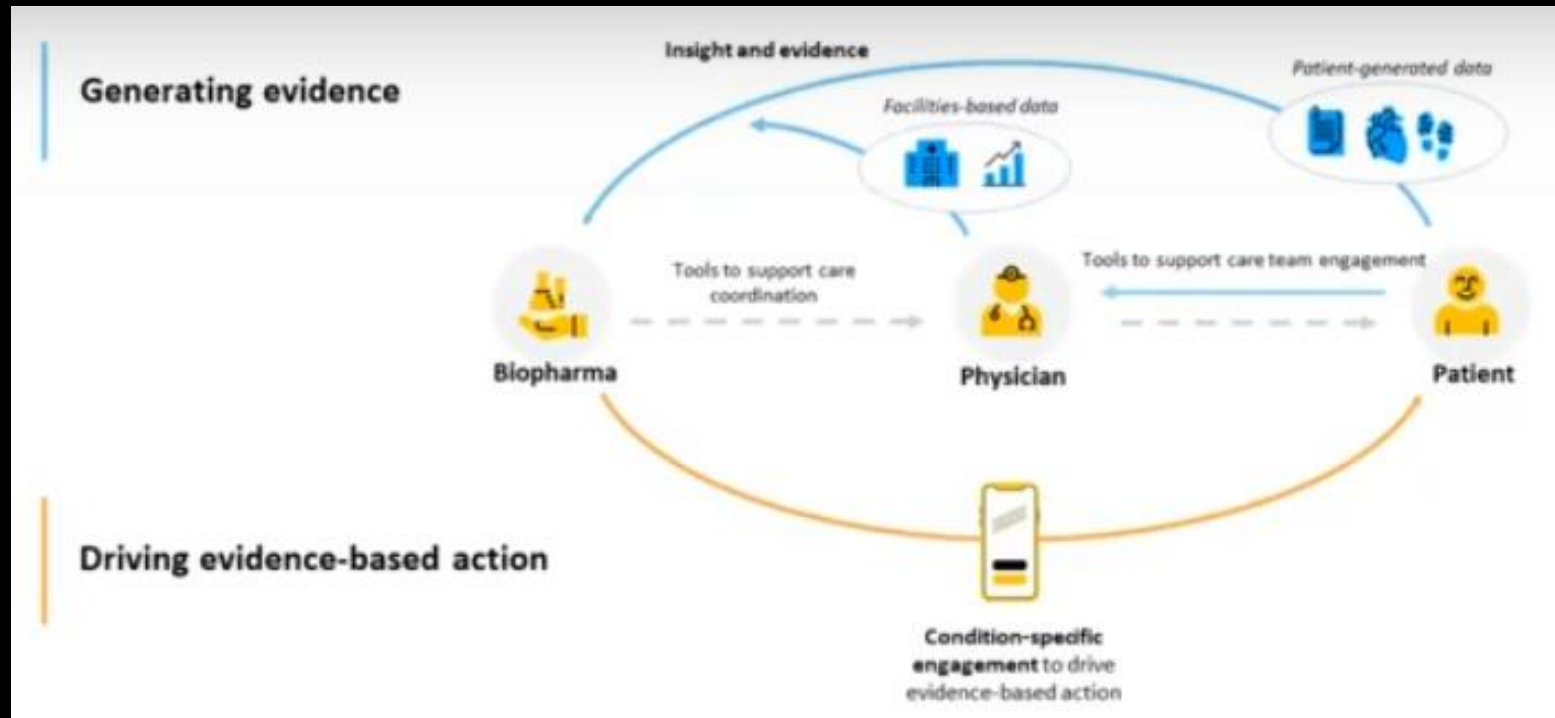 Generating evidence
Insight and evidence
Patient-generated data
Facilities-based data
Tools to support care
coordination
Tools to support care team engagement
Biopharma
Physician
Patient
Driving evidence-based action
Condition-specific
engagement to drive
evidence-based action